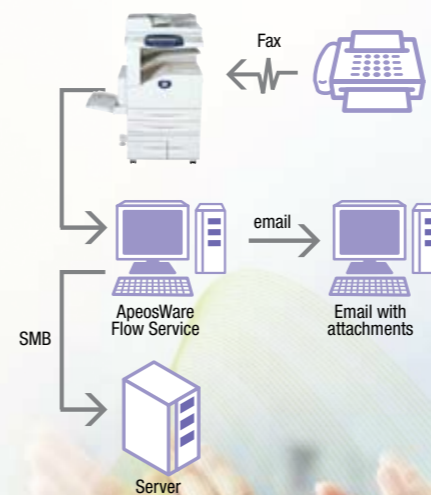 Fax
email
ApeosWare
Flow Service
Email with
attachments
SMB
Server